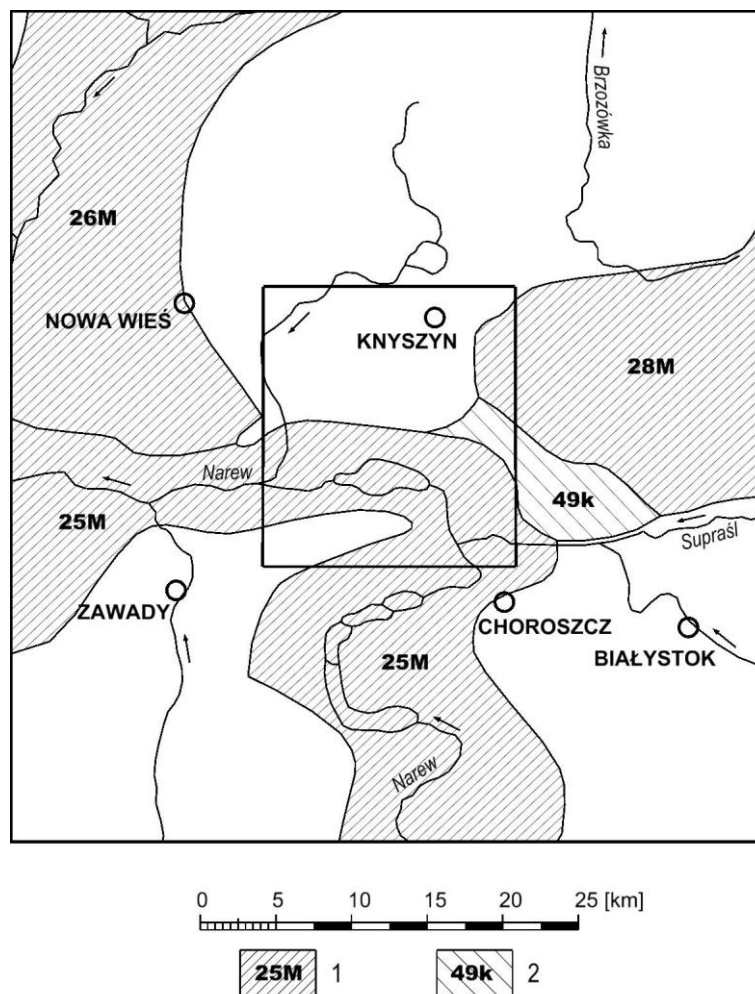 Brzozówka
26M
NOWA WIEŚ
KNYSZYN
28M
Narew
49k
25M
Supraśl
ZAWADY
CHOROSZCZ
25M
BIAŁYSTOK
Narew
0 5 10 15 20 25 [km]
25M 1 49k 2